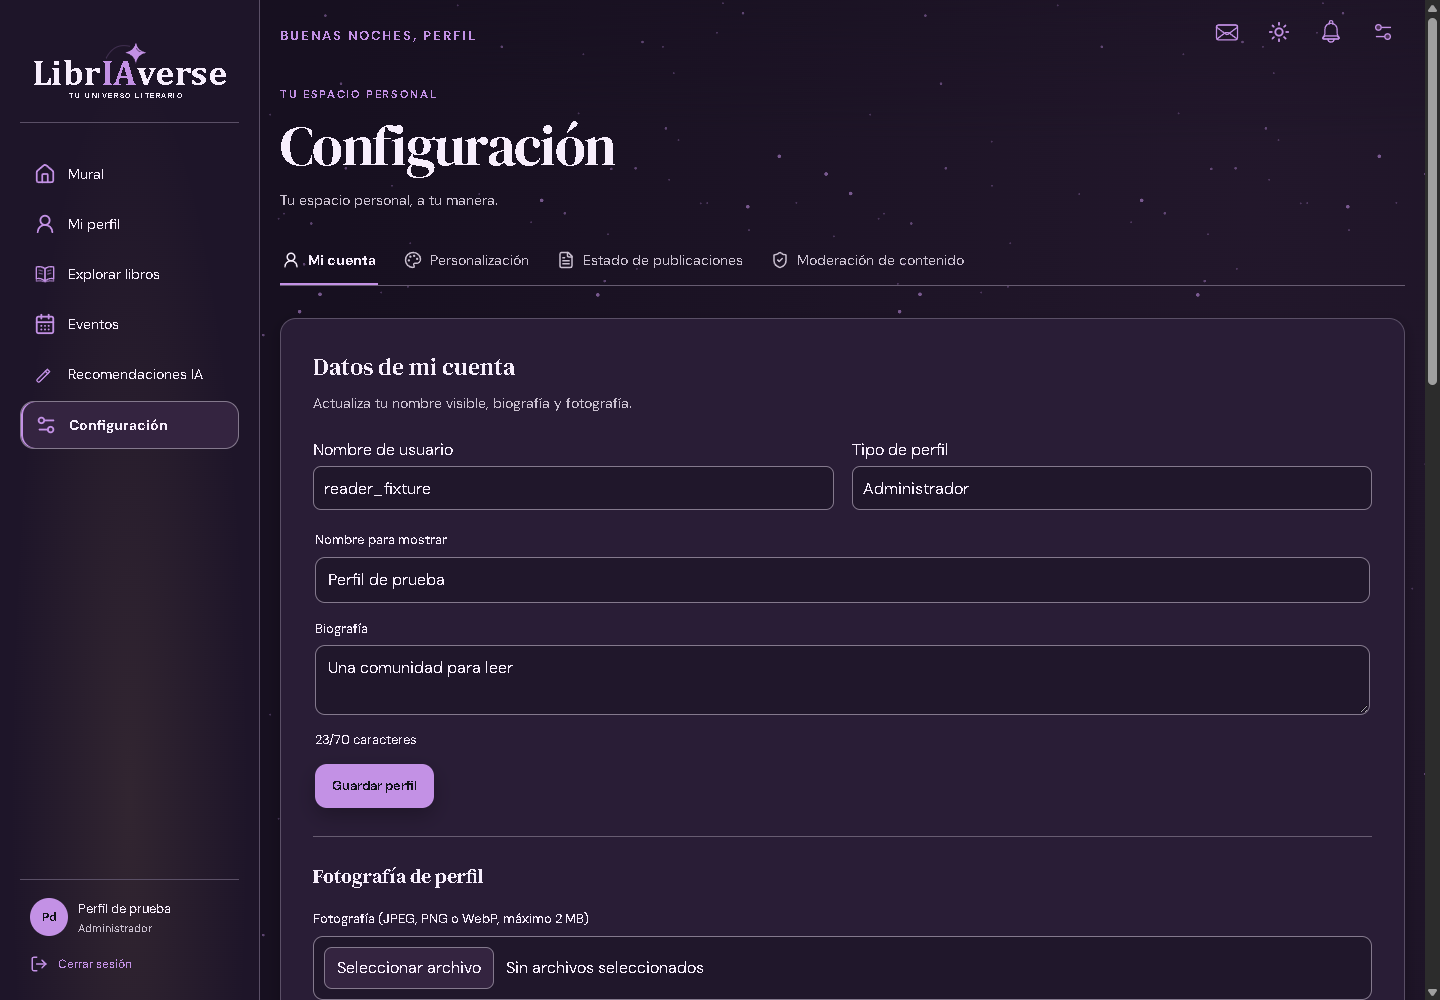 LibrIAverse
TU UNIVERSO LITERARIO
Mural
Mi perfil
Explorar libros
Eventos
Recomendaciones IA
Configuración
Pd
Perfil de prueba
Administrador
Cerrar sesión
BUENAS NOCHES, PERFIL
TU ESPACIO PERSONAL
Configuración
Tu espacio personal, a tu manera.
Mi cuenta
Personalización
Estado de publicaciones
Moderación de contenido
Datos de mi cuenta
Actualiza tu nombre visible, biografía y fotografía.
Nombre de usuario
reader_fixture
Tipo de perfil
Administrador
Nombre para mostrar
Perfil de prueba
Biografía
Una comunidad para leer
23/70 caracteres
Guardar perfil
Fotografía de perfil
Fotografía (JPEG, PNG o WebP, máximo 2 MB)
Seleccionar archivo Sin archivos seleccionados